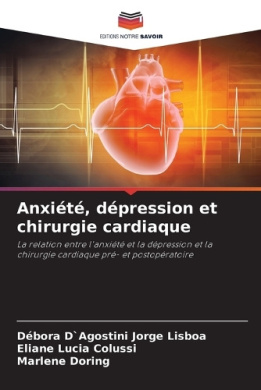 EDITIONS NOTRE SAVOIR
Anxiété, dépression et
chirurgie cardiaque
La relation entre l'anxiété et la dépression et la
chirurgie cardiaque pré- et postopératoire
Débora D`Agostini Jorge Lisboa
Eliane Lucia Colussi
Marlene Doring